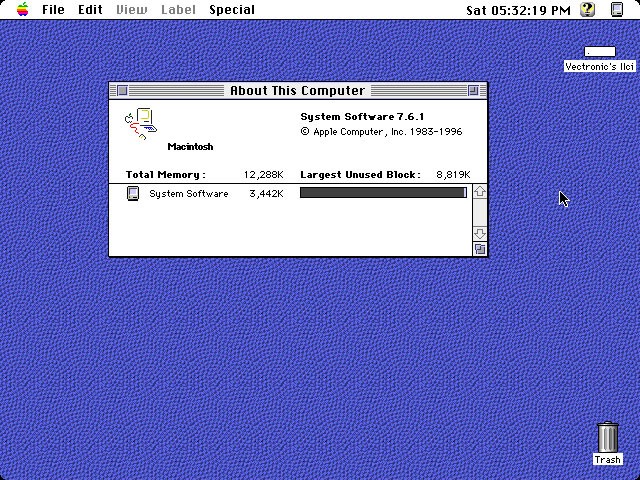 File Edit View Label Special Sat 05:32:19 PM ?
Vectronic's IIci
About This Computer
System Software 7.6.1
© Apple Computer, Inc. 1983-1996
Macintosh
Total Memory: 12,288K Largest Unused Block: 8,819K
System Software 3,442K
Trash